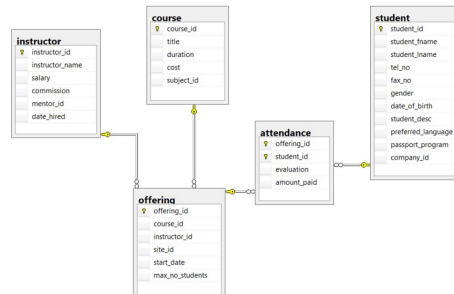 instructor
instructor_id
instructor_name
salary
commission
mentor_id
date_hired
course
course_id
title
duration
cost
subject_id
student
student_id
student_fname
student_lname
tel_no
fax_no
gender
date_of_birth
student_desc
preferred_language
passport_program
company_id
attendance
offering_id
student_id
evaluation
amount_paid
offering
offering_id
course_id
instructor_id
site_id
start_date
max_no_students